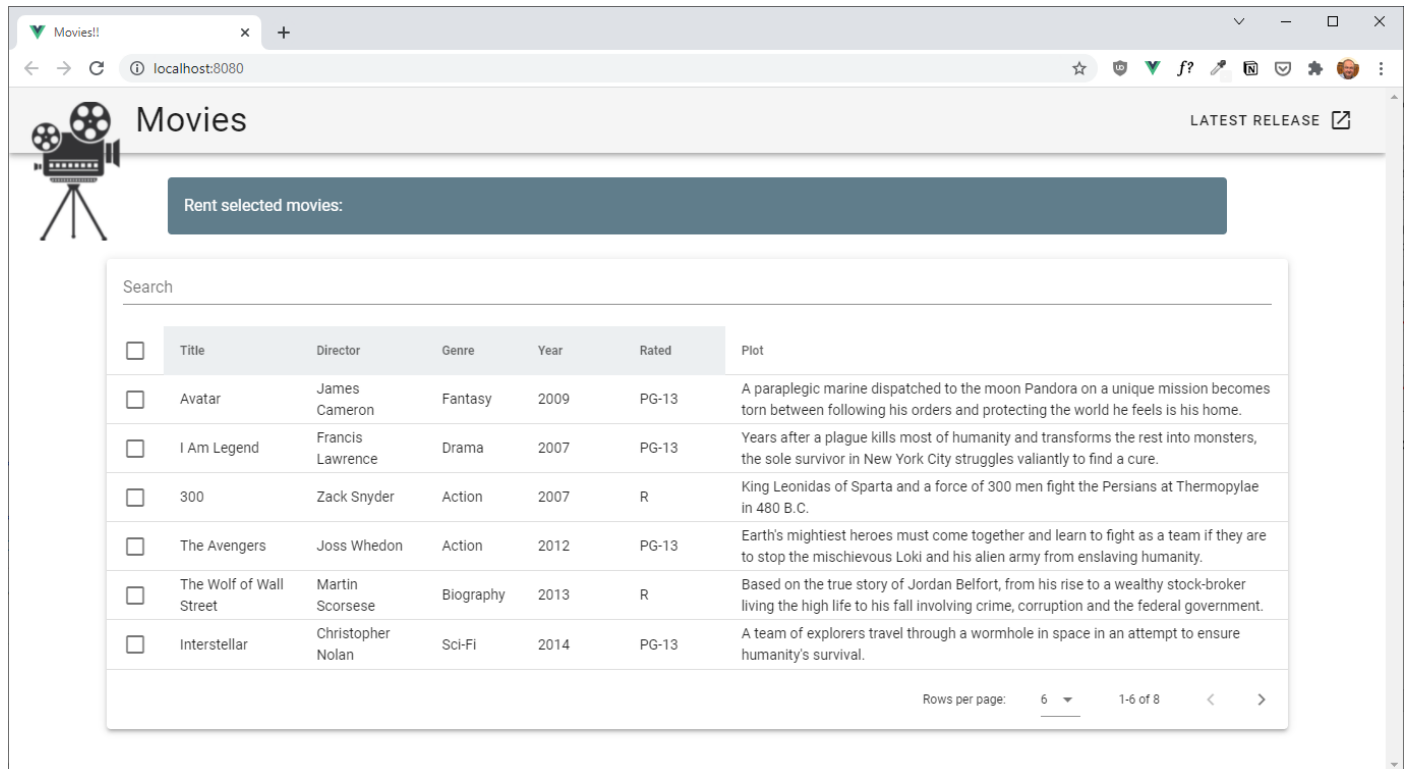 Movies!!
localhost:8080
f?
Movies
LATEST RELEASE
Rent selected movies:
Search
Title Director Genre Year Rated Plot
Avatar James Cameron Fantasy 2009 PG-13 A paraplegic marine dispatched to the moon Pandora on a unique mission becomes
torn between following his orders and protecting the world he feels is his home.
I Am Legend Francis Lawrence Drama 2007 PG-13 Years after a plague kills most of humanity and transforms the rest into monsters,
the sole survivor in New York City struggles valiantly to find a cure.
300 Zack Snyder Action 2007 R King Leonidas of Sparta and a force of 300 men fight the Persians at Thermopylae
in 480 B.C.
The Avengers Joss Whedon Action 2012 PG-13 Earth's mightiest heroes must come together and learn to fight as a team if they are
to stop the mischievous Loki and his alien army from enslaving humanity.
The Wolf of Wall Street Martin Scorsese Biography 2013 R Based on the true story of Jordan Belfort, from his rise to a wealthy stock-broker
living the high life to his fall involving crime, corruption and the federal government.
Interstellar Christopher Nolan Sci-Fi 2014 PG-13 A team of explorers travel through a wormhole in space in an attempt to ensure
humanity's survival.
Rows per page: 6 1-6 of 8